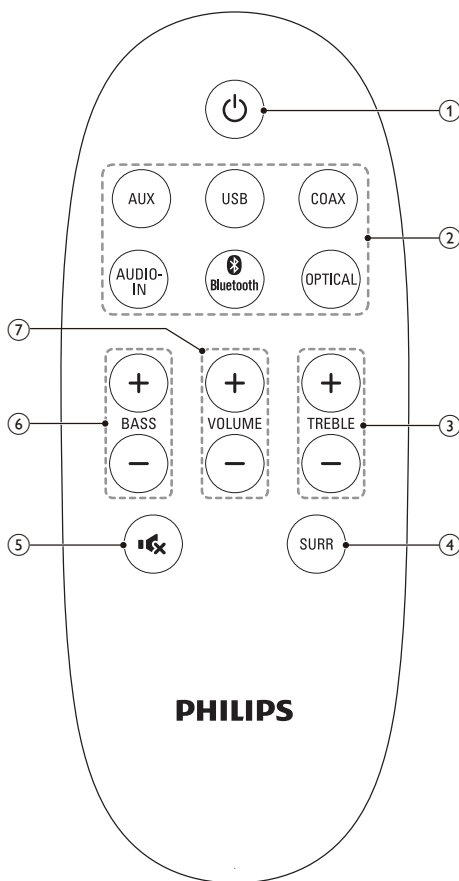 ①
AUX USB COAX
②
AUDIO-
IN
Bluetooth
OPTICAL
⑦
+ + +
⑥ BASS VOLUME TREBLE ③
− − −
⑤ SURR ④
PHILIPS